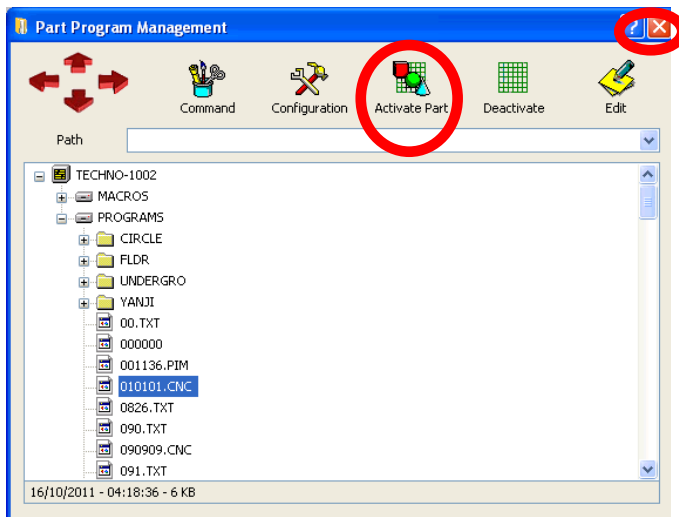 Part Program Management
Command Configuration Activate Part Deactivate Edit
Path
TECHNO-1002
MACROS
PROGRAMS
CIRCLE
FLDR
UNDERGRO
YANJI
00.TXT
000000
001136.PIM
010101.CNC
0826.TXT
090.TXT
090909.CNC
091.TXT
16/10/2011 - 04:18:36 - 6 KB